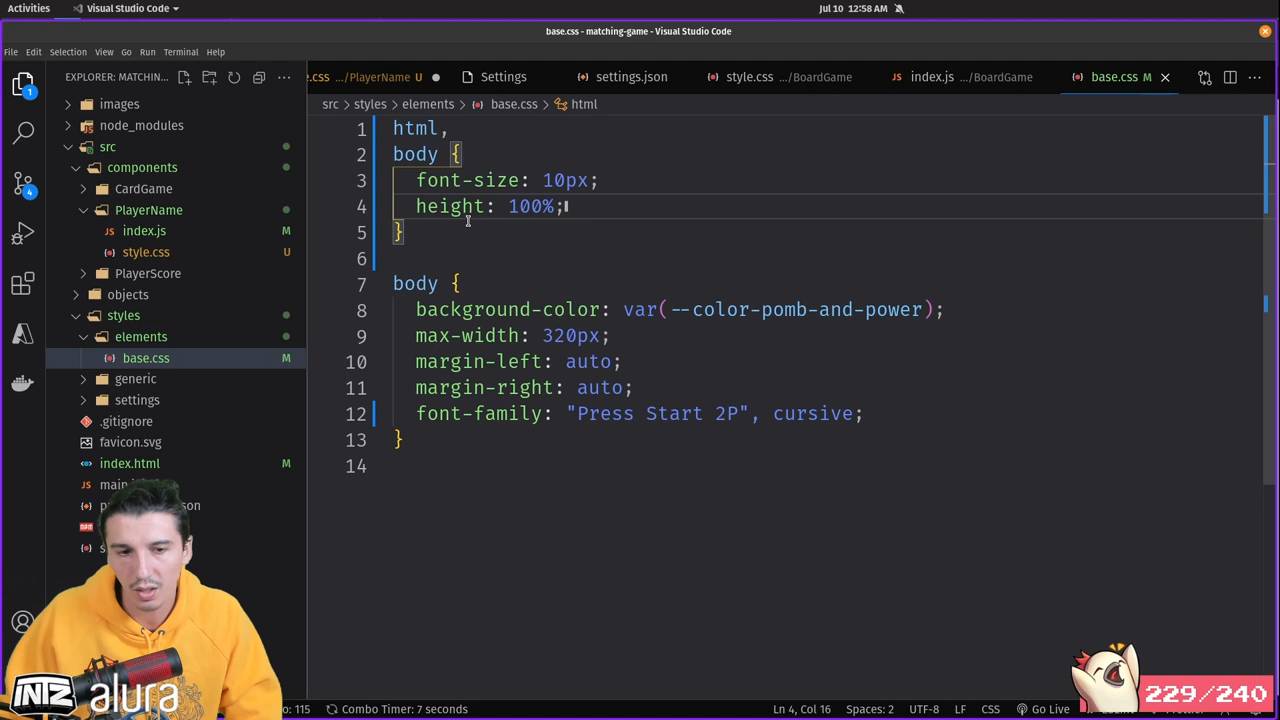 Activities
Visual Studio Code
Jul 10 12:58 AM
base.css - matching-game - Visual Studio Code
File Edit Selection View Go Run Terminal Help
EXPLORER: MATCHIN...
.css .../PlayerName U
Settings
settings.json
style.css .../BoardGame
index.js .../BoardGame
base.css M
src > styles > elements > base.css > html
images
node_modules
src
components
CardGame
PlayerName
index.js M
style.css U
PlayerScore
objects
styles
elements
base.css M
generic
settings
.gitignore
favicon.svg
index.html M
1
4
1 html,
2 body {
3 font-size: 10px;
4 height: 100%;
5 }
6
7 body {
8 background-color: var(--color-pomb-and-power);
9 max-width: 320px;
10 margin-left: auto;
11 margin-right: auto;
12 font-family: "Press Start 2P", cursive;
13 }
14
INTZ alura
229/240
: 115 Combo Timer: 7 seconds
Ln 4, Col 16 Spaces: 2 UTF-8 LF CSS Go Live